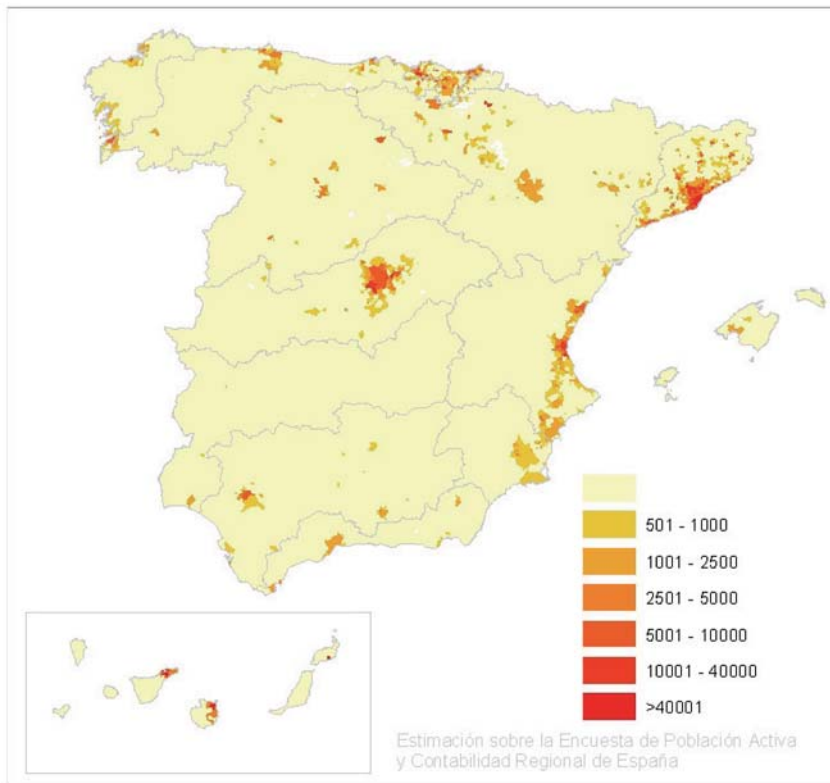 501 - 1000
1001 - 2500
2501 - 5000
5001 - 10000
10001 - 40000
>40001
Estimación sobre la Encuesta de Población Activa
y Contabilidad Regional de España